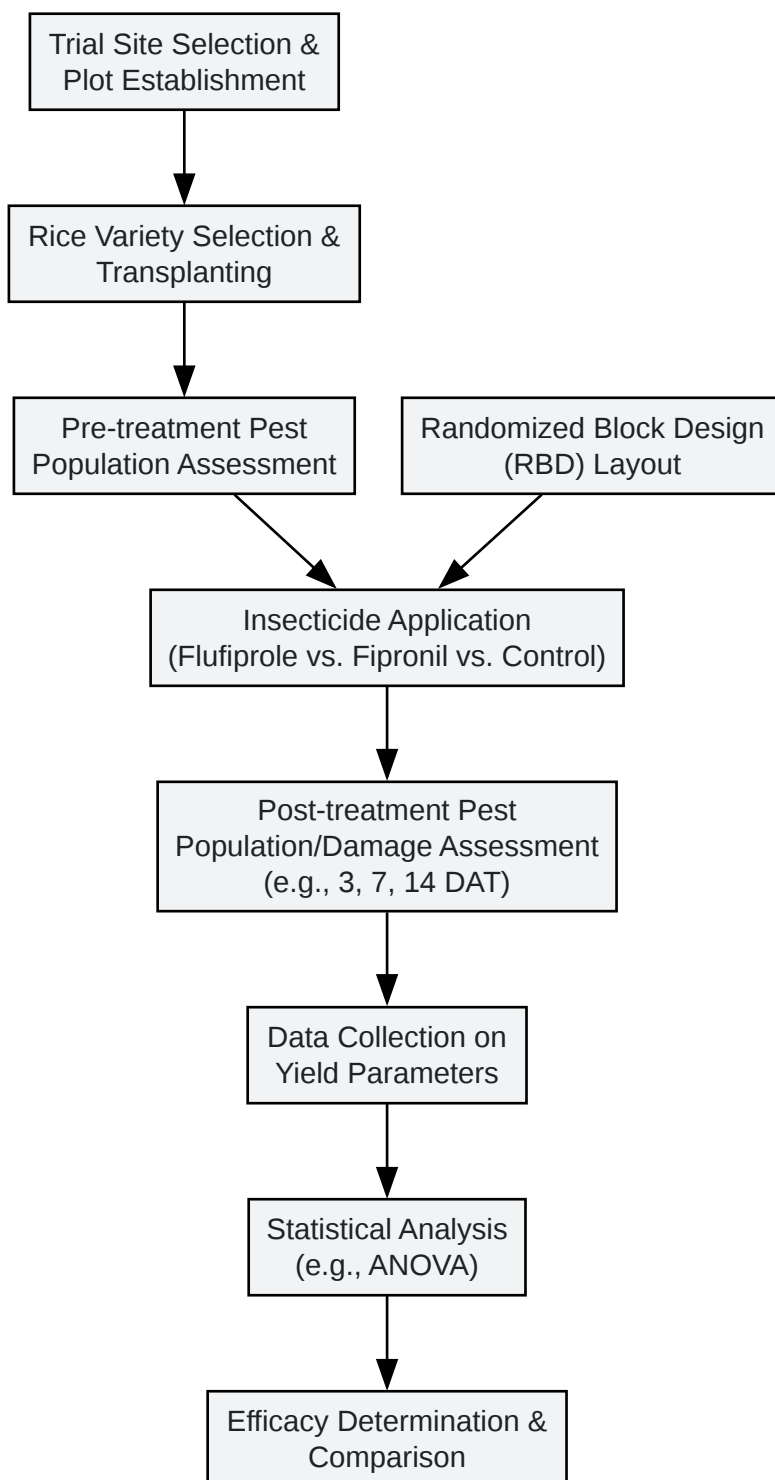 Trial Site Selection &
Plot Establishment
Rice Variety Selection &
Transplanting
Pre-treatment Pest
Population Assessment
Randomized Block Design
(RBD) Layout
Insecticide Application
(Flufiprole vs. Fipronil vs. Control)
Post-treatment Pest
Population/Damage Assessment
(e.g., 3, 7, 14 DAT)
Data Collection on
Yield Parameters
Statistical Analysis
(e.g., ANOVA)
Efficacy Determination &
Comparison